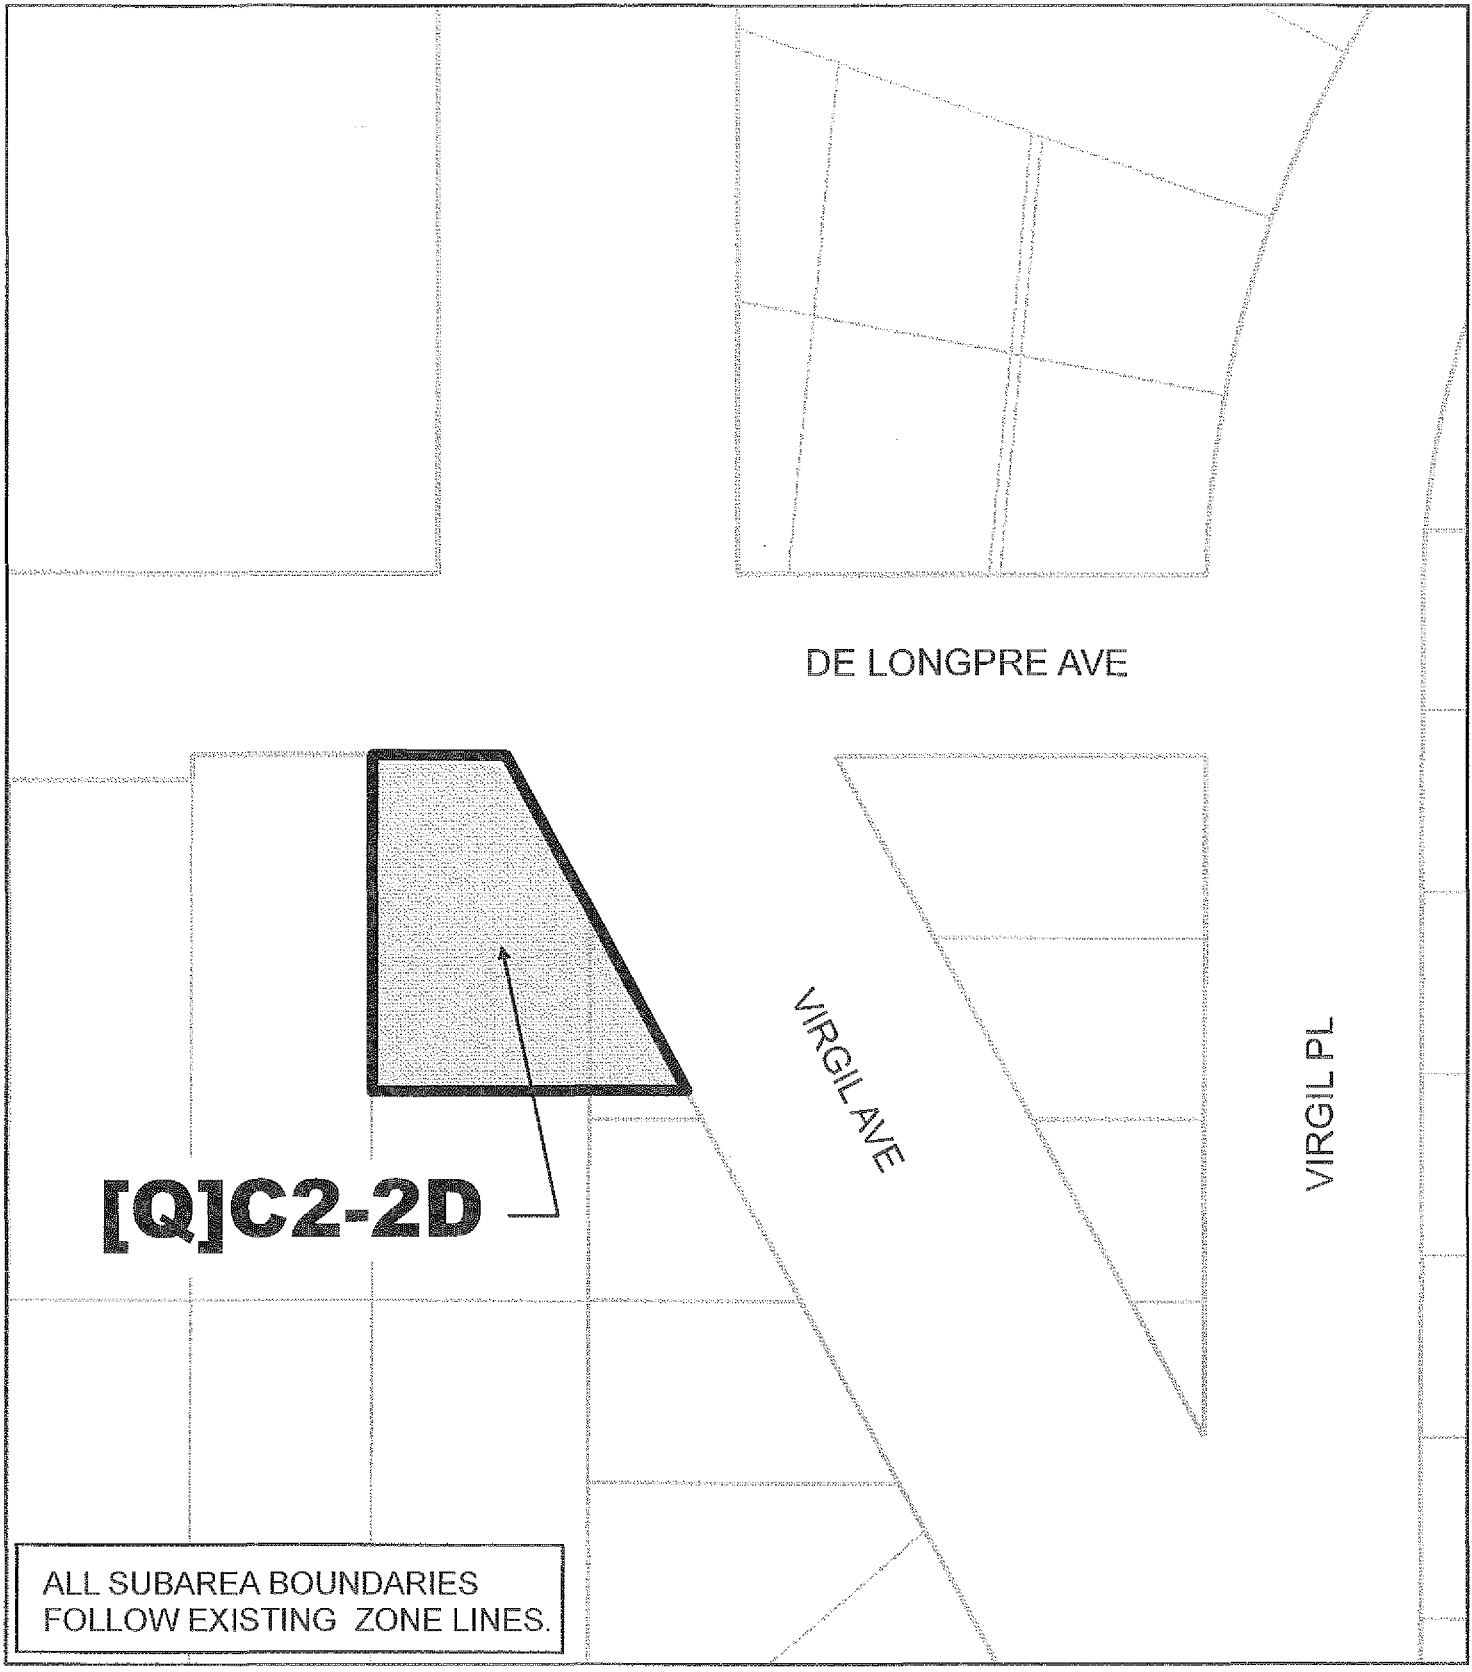 DE LONGPRE AVE
VIRGIL AVE
VIRGIL PL
[Q]C2-2D
ALL SUBAREA BOUNDARIES
FOLLOW EXISTING ZONE LINES.